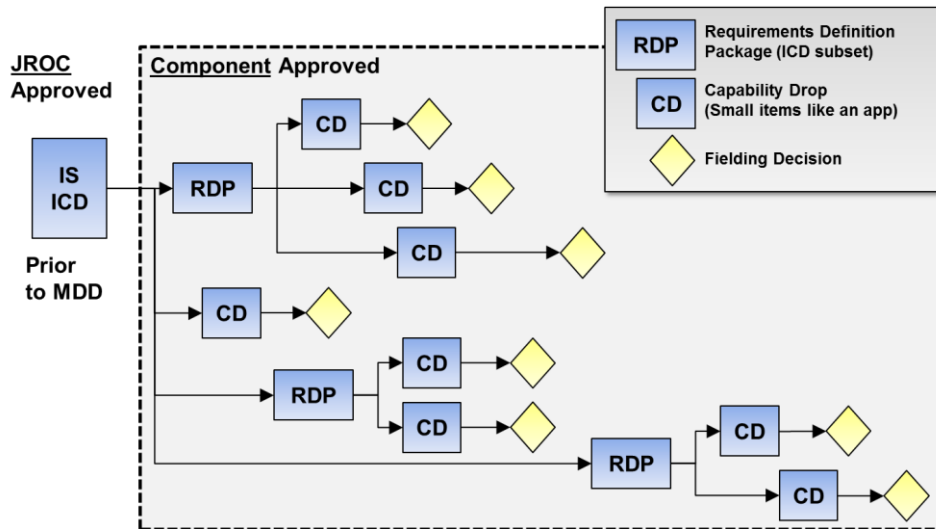 JROC
Approved
IS
ICD
Prior
to MDD
Component Approved
RDP
CD
CD
CD
CD
RDP
CD
CD
RDP
CD
CD
RDP
Requirements Definition
Package (ICD subset)
CD
Capability Drop
(Small items like an app)
Fielding Decision